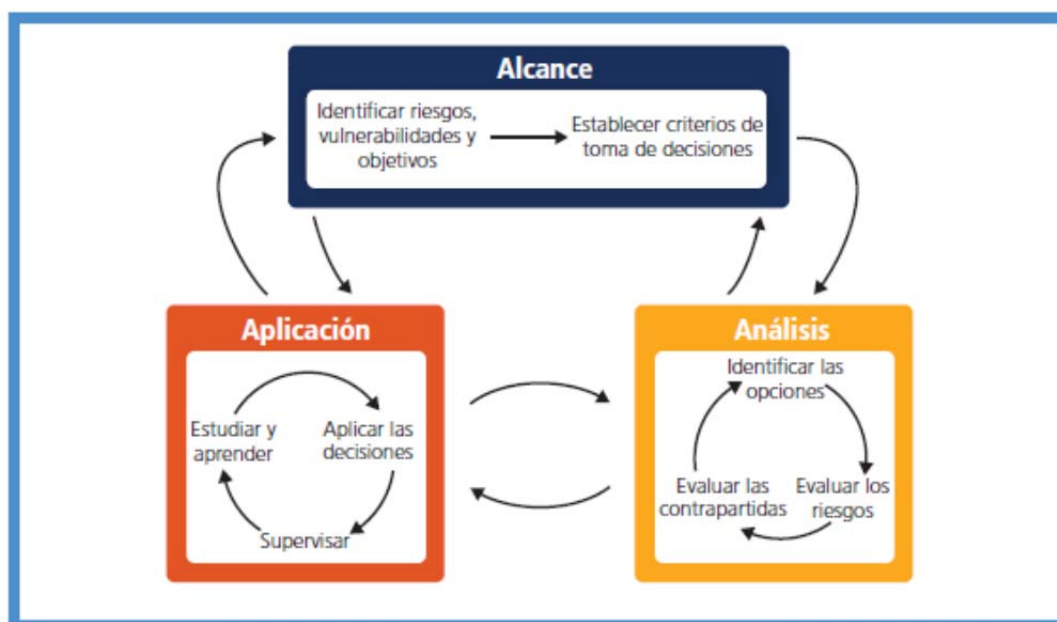 Alcance
Identificar riesgos,
vulnerabilidades y
objetivos
Establecer criterios de
toma de decisiones
Aplicación
Estudiar y
aprender
Aplicar las
decisiones
Supervisar
Análisis
Identificar las
opciones
Evaluar las
contrapartidas
Evaluar los
riesgos